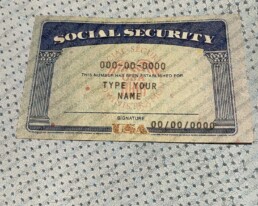 SOCIAL SECURITY
000-00-0000
THIS NUMBER HAS BEEN ESTABLISHED FOR
TYPE YOUR
NAME
SIGNATURE
USA 00/00/0000